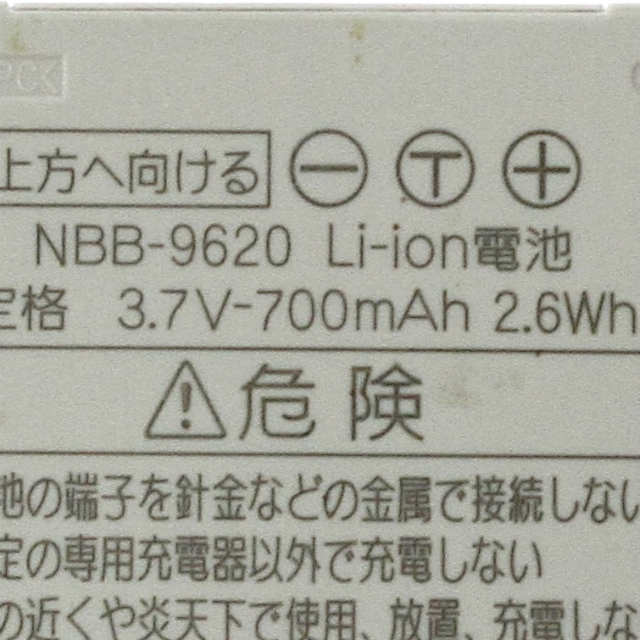 上方へ向ける ⊖ Ⓣ ⊕
NBB-9620 Li-ion電池
定格 3.7V-700mAh 2.6Wh
⚠危険
池の端子を針金などの金属で接続しない
定の専用充電器以外で充電しない
の近くや炎天下で使用、放置、充電しな